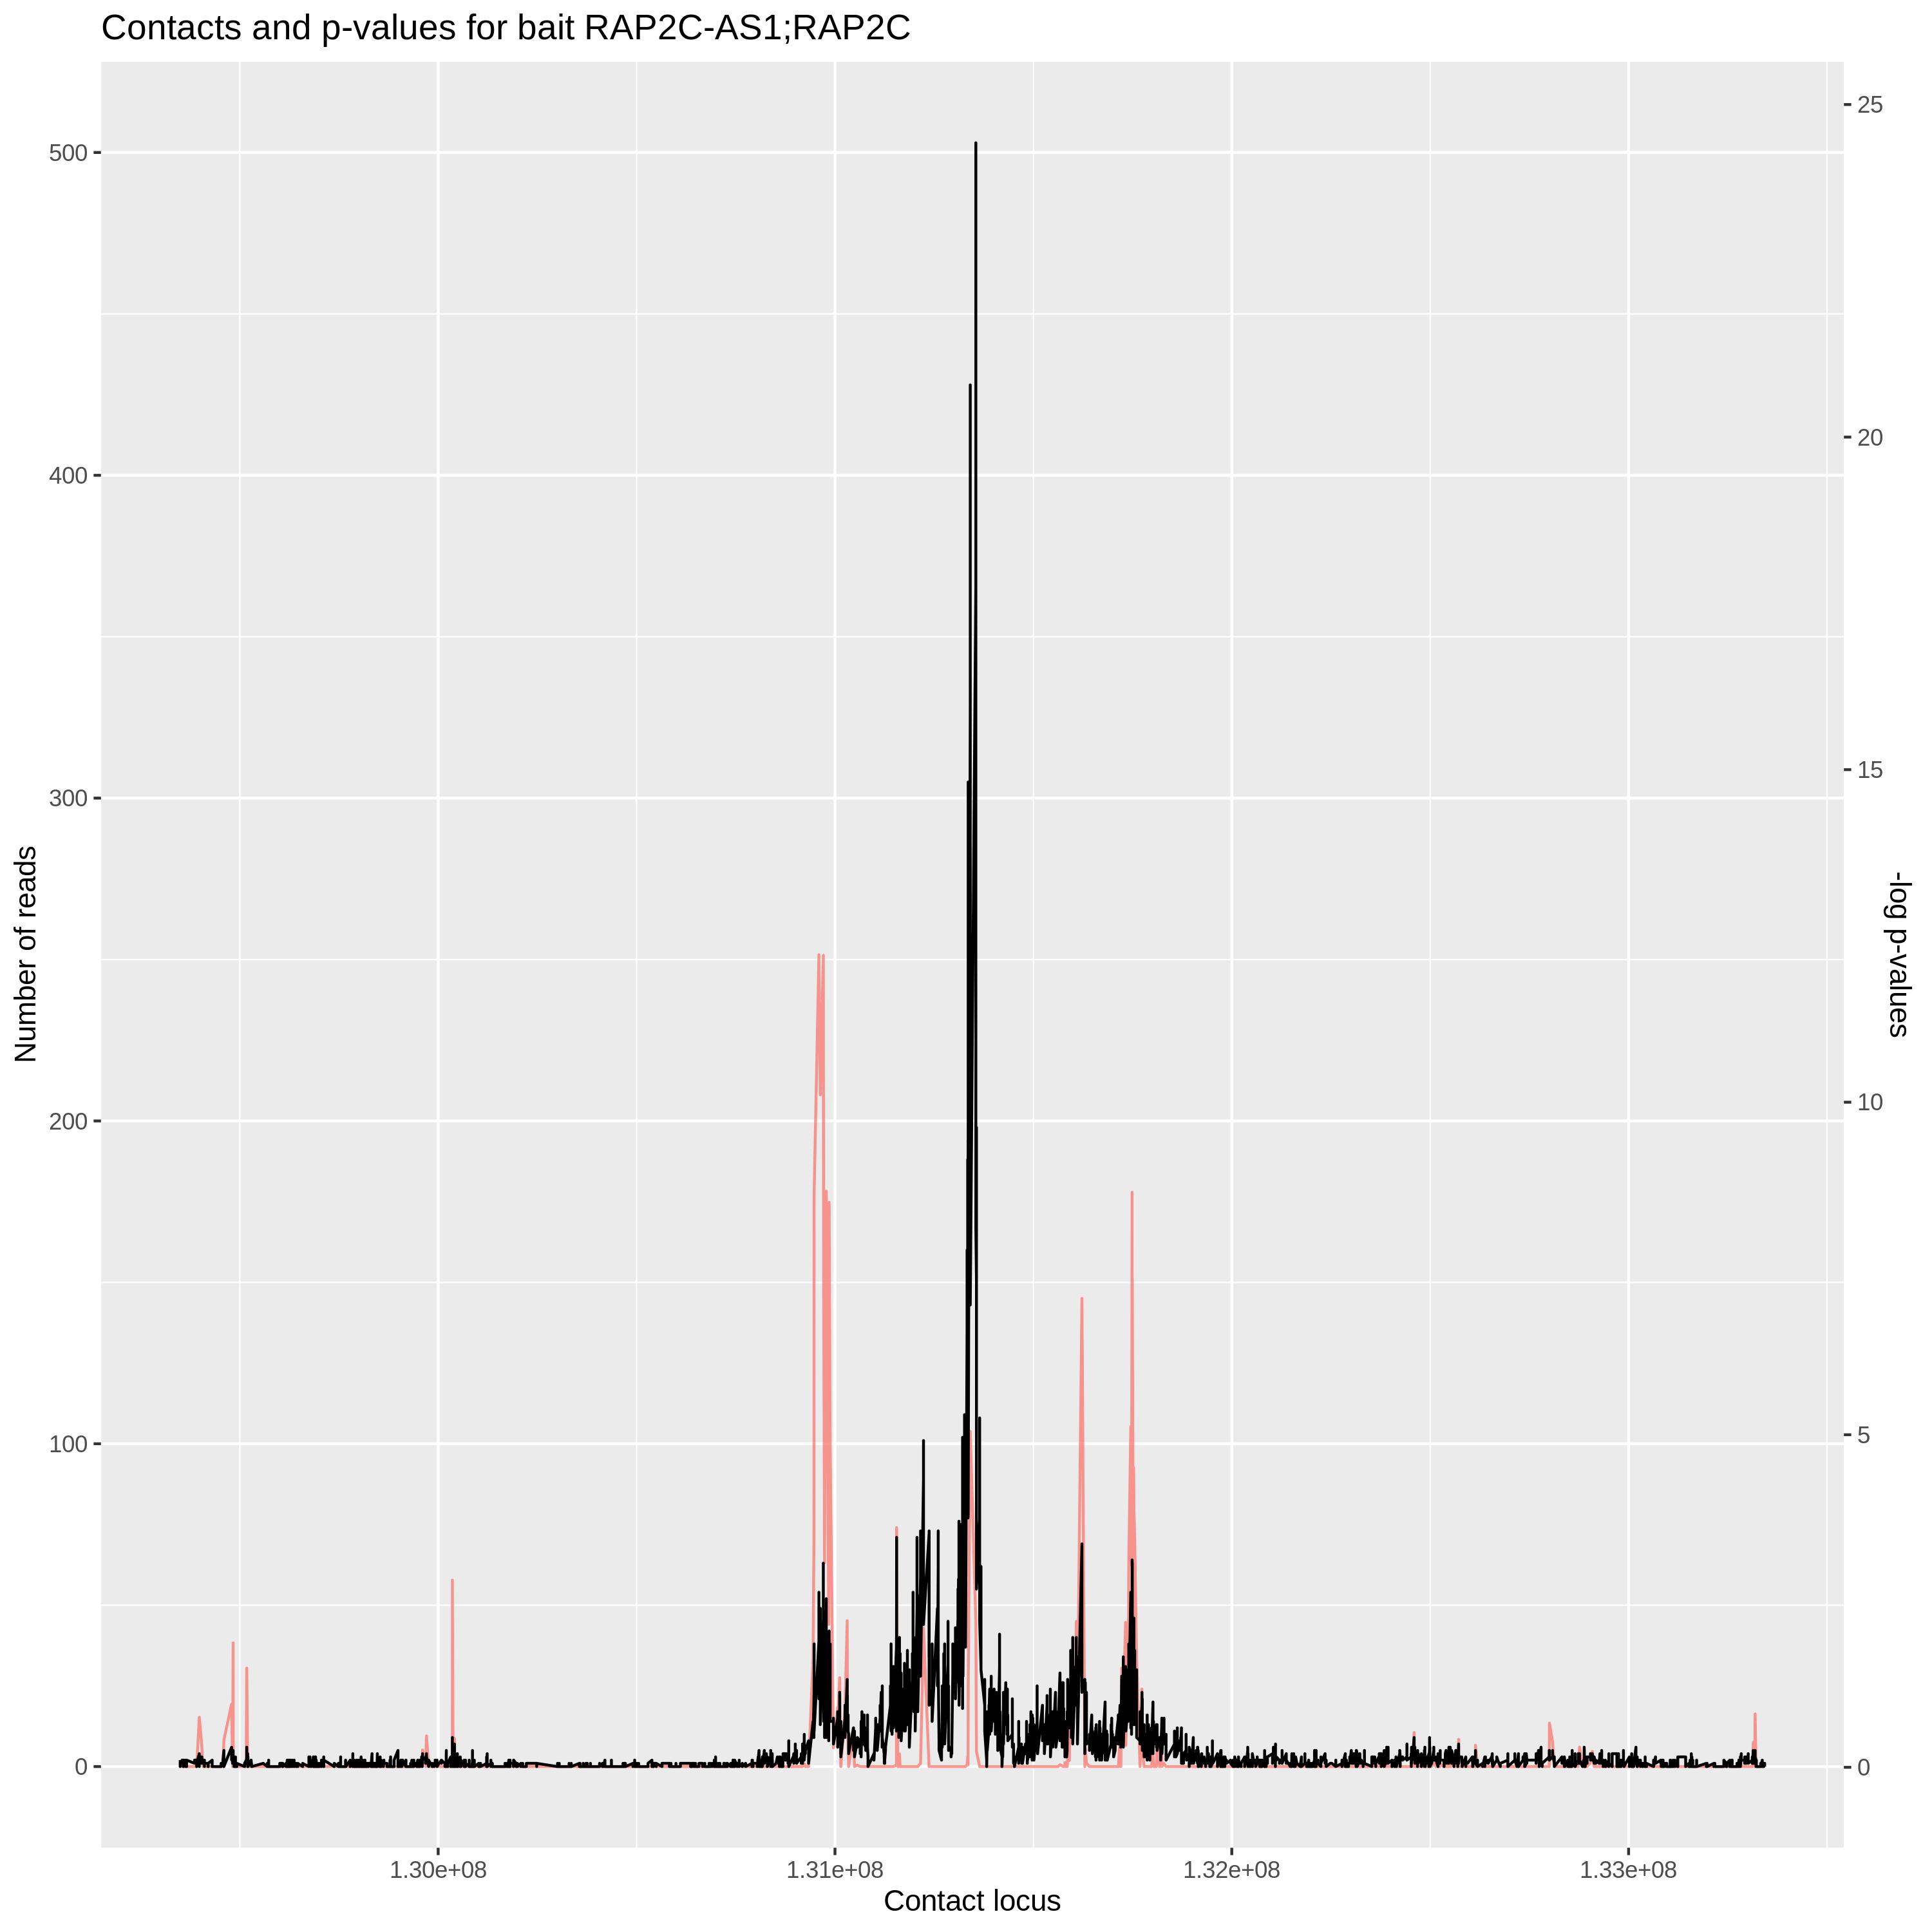 Contacts and p-values for bait RAP2C-AS1;RAP2C
500
400
300
200
100
0
Number of reads
25
20
15
10
5
0
-log p-values
1.30e+08
1.31e+08
1.32e+08
1.33e+08
Contact locus